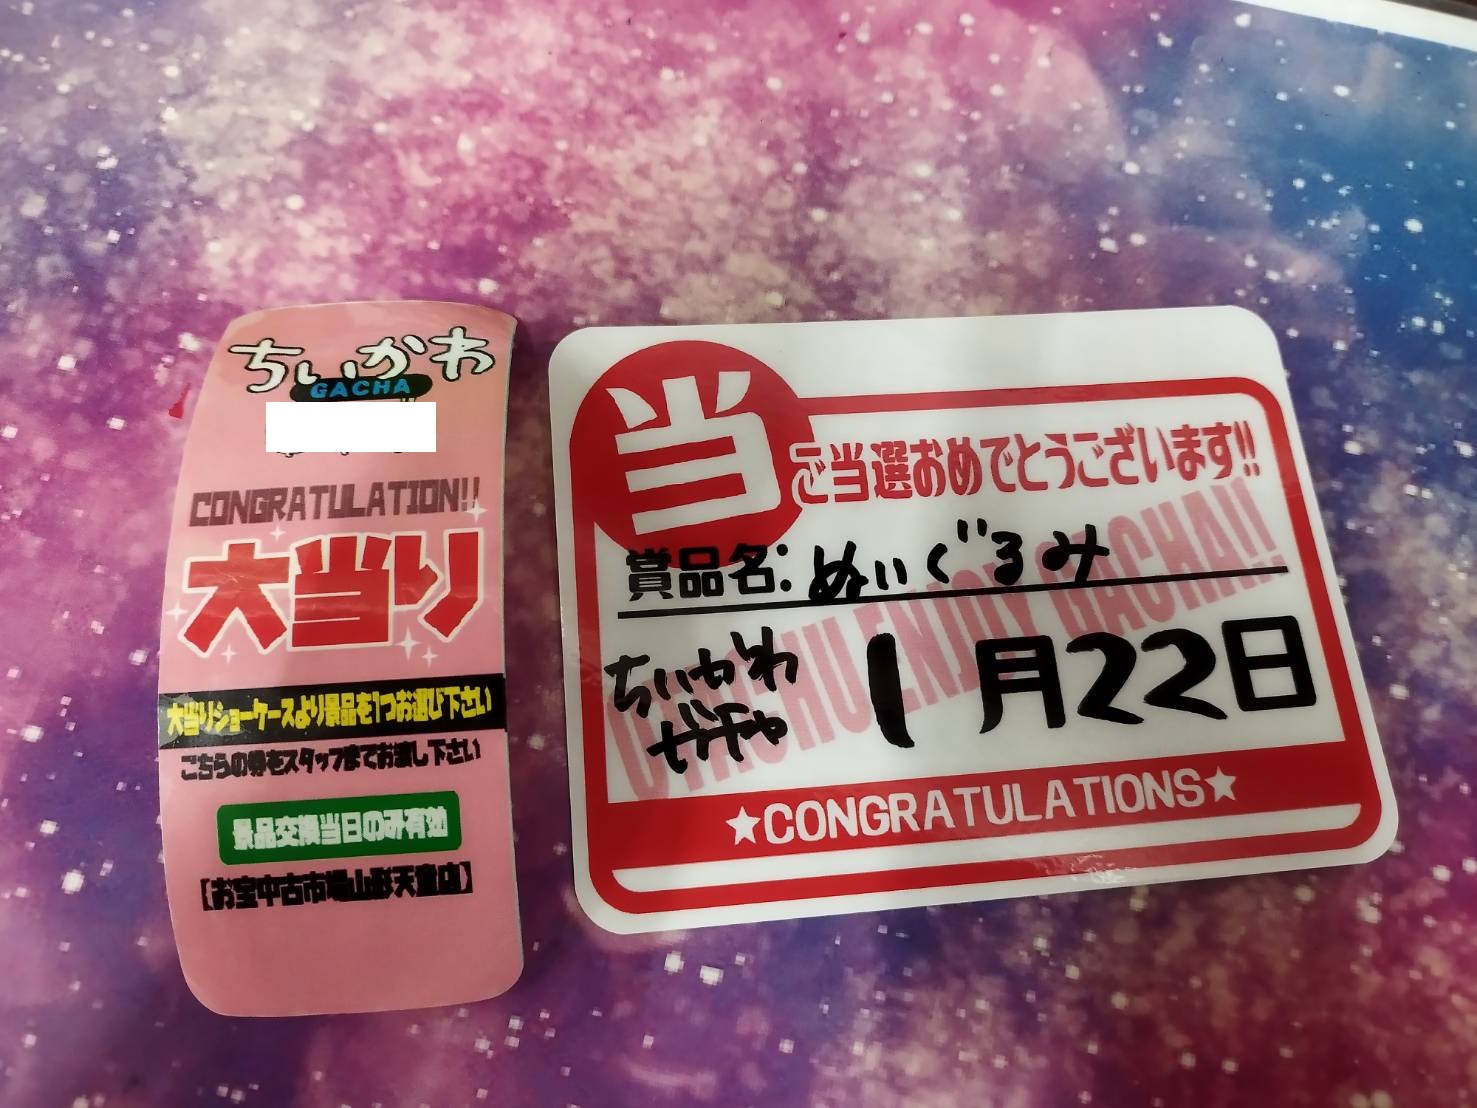 ちいかわ
GACHA
CONGRATULATION!!
大当り
大当りショーケースより景品を1つお選び下さい
こちらの券をスタッフまでお渡し下さい
景品交換当日のみ有効
【お宝中古市場山形天童店】
当
ご当選おめでとうございます!!
賞品名:ぬいぐるみ
ちいかわ
ガチャ
1月22日
ENJOY GACHA!!
★CONGRATULATIONS★